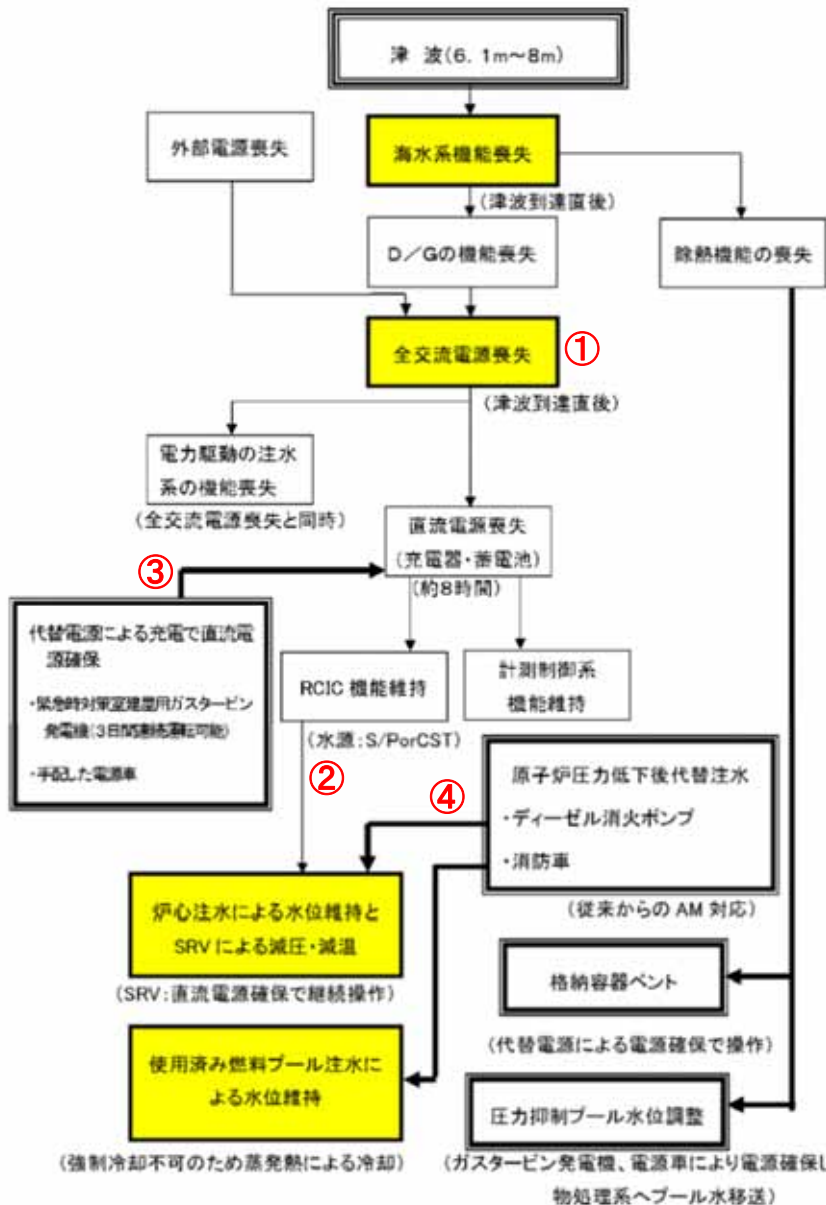 津 波(6. 1m~8m)
外部電源喪失
海水系機能喪失
(津波到達直後)
D/Gの機能喪失
除熱機能の喪失
全交流電源喪失
①
(津波到達直後)
電力駆動の注水
系の機能喪失
(全交流電源喪失と同時)
直流電源喪失
(充電器・蓄電池)
(約8時間)
③
代替電源による充電で直流電
源確保
・緊急時対策室建屋用ガスタービン
発電機(3日間連続運転可能)
・手配した電源車
RCIC 機能維持
(水源:S/PorCST)
計測制御系
機能維持
②
④
原子炉圧力低下後代替注水
・ディーゼル消火ポンプ
・消防車
(従来からの AM 対応)
炉心注水による水位維持と
SRV による減圧・減温
(SRV:直流電源確保で継続操作)
格納容器ベント
(代替電源による電源確保で操作)
使用済み燃料プール注水に
よる水位維持
(強制冷却不可のため蒸発熱による冷却)
圧力抑制プール水位調整
(ガスタービン発電機、電源車により電源確保し
物処理系へプール水移送)